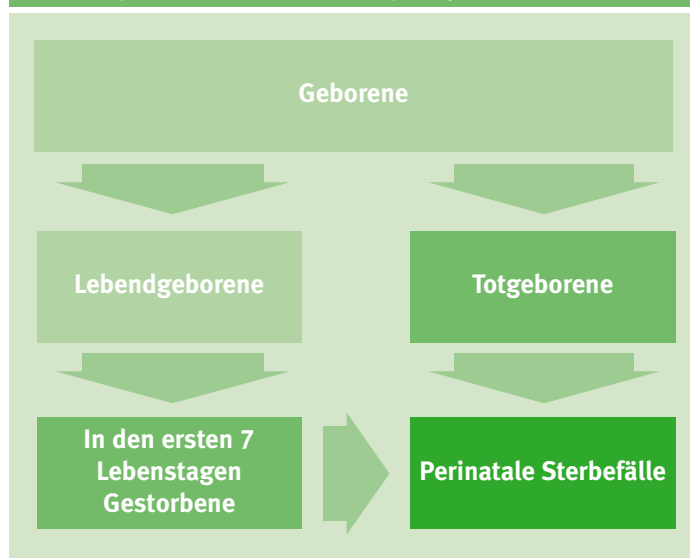 Geborene
Lebendgeborene
Totgeborene
In den ersten 7
Lebenstagen
Gestorbene
Perinatale Sterbefälle